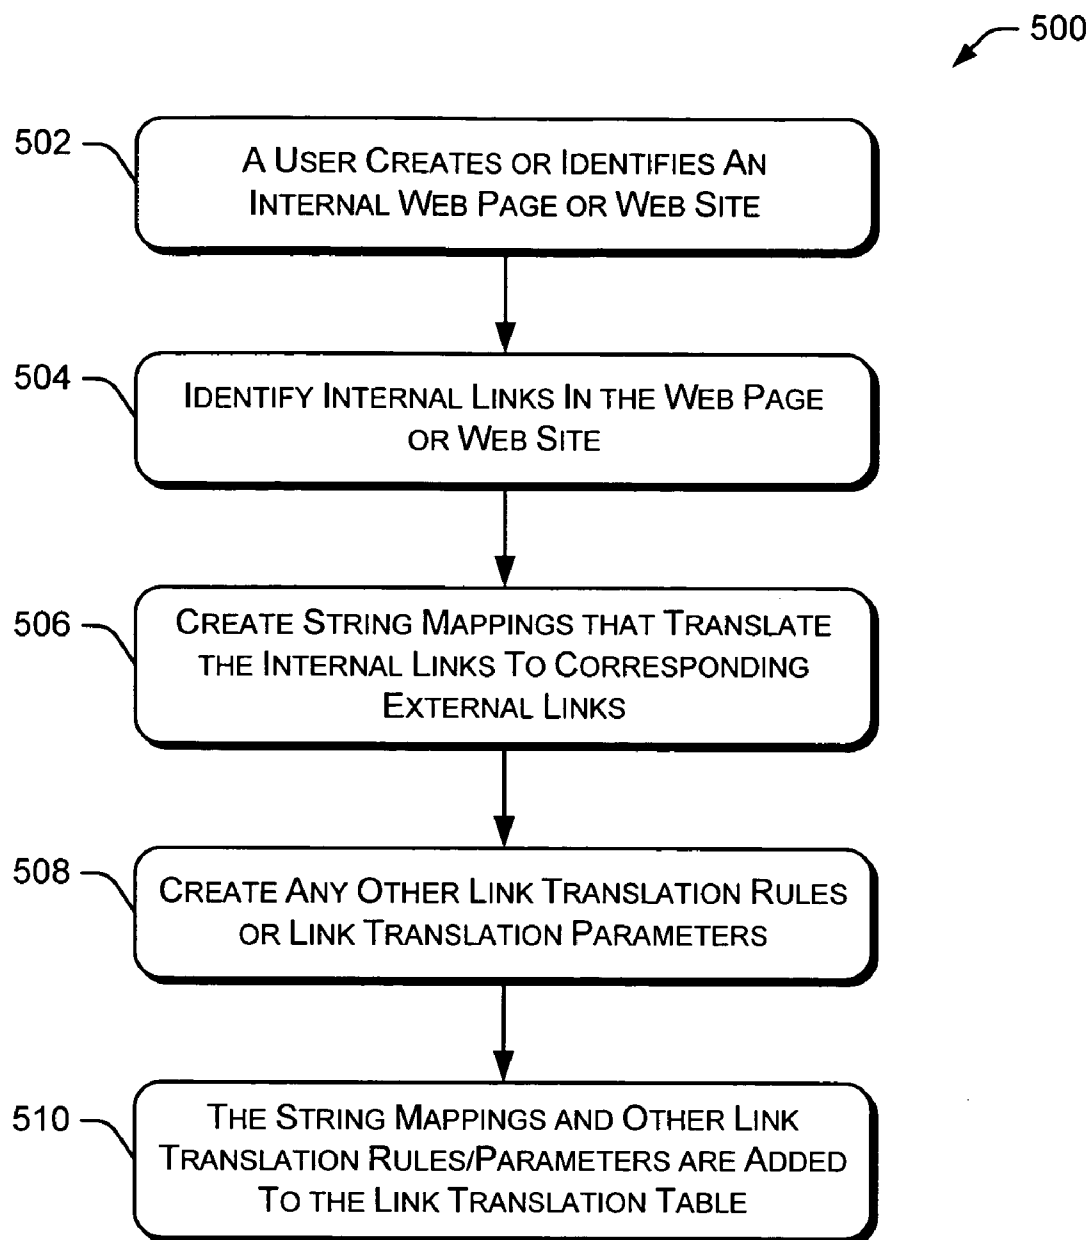 500
502
A USER CREATES OR IDENTIFIES AN
INTERNAL WEB PAGE OR WEB SITE
504
IDENTIFY INTERNAL LINKS IN THE WEB PAGE
OR WEB SITE
506
CREATE STRING MAPPINGS THAT TRANSLATE
THE INTERNAL LINKS TO CORRESPONDING
EXTERNAL LINKS
508
CREATE ANY OTHER LINK TRANSLATION RULES
OR LINK TRANSLATION PARAMETERS
510
THE STRING MAPPINGS AND OTHER LINK
TRANSLATION RULES/PARAMETERS ARE ADDED
TO THE LINK TRANSLATION TABLE